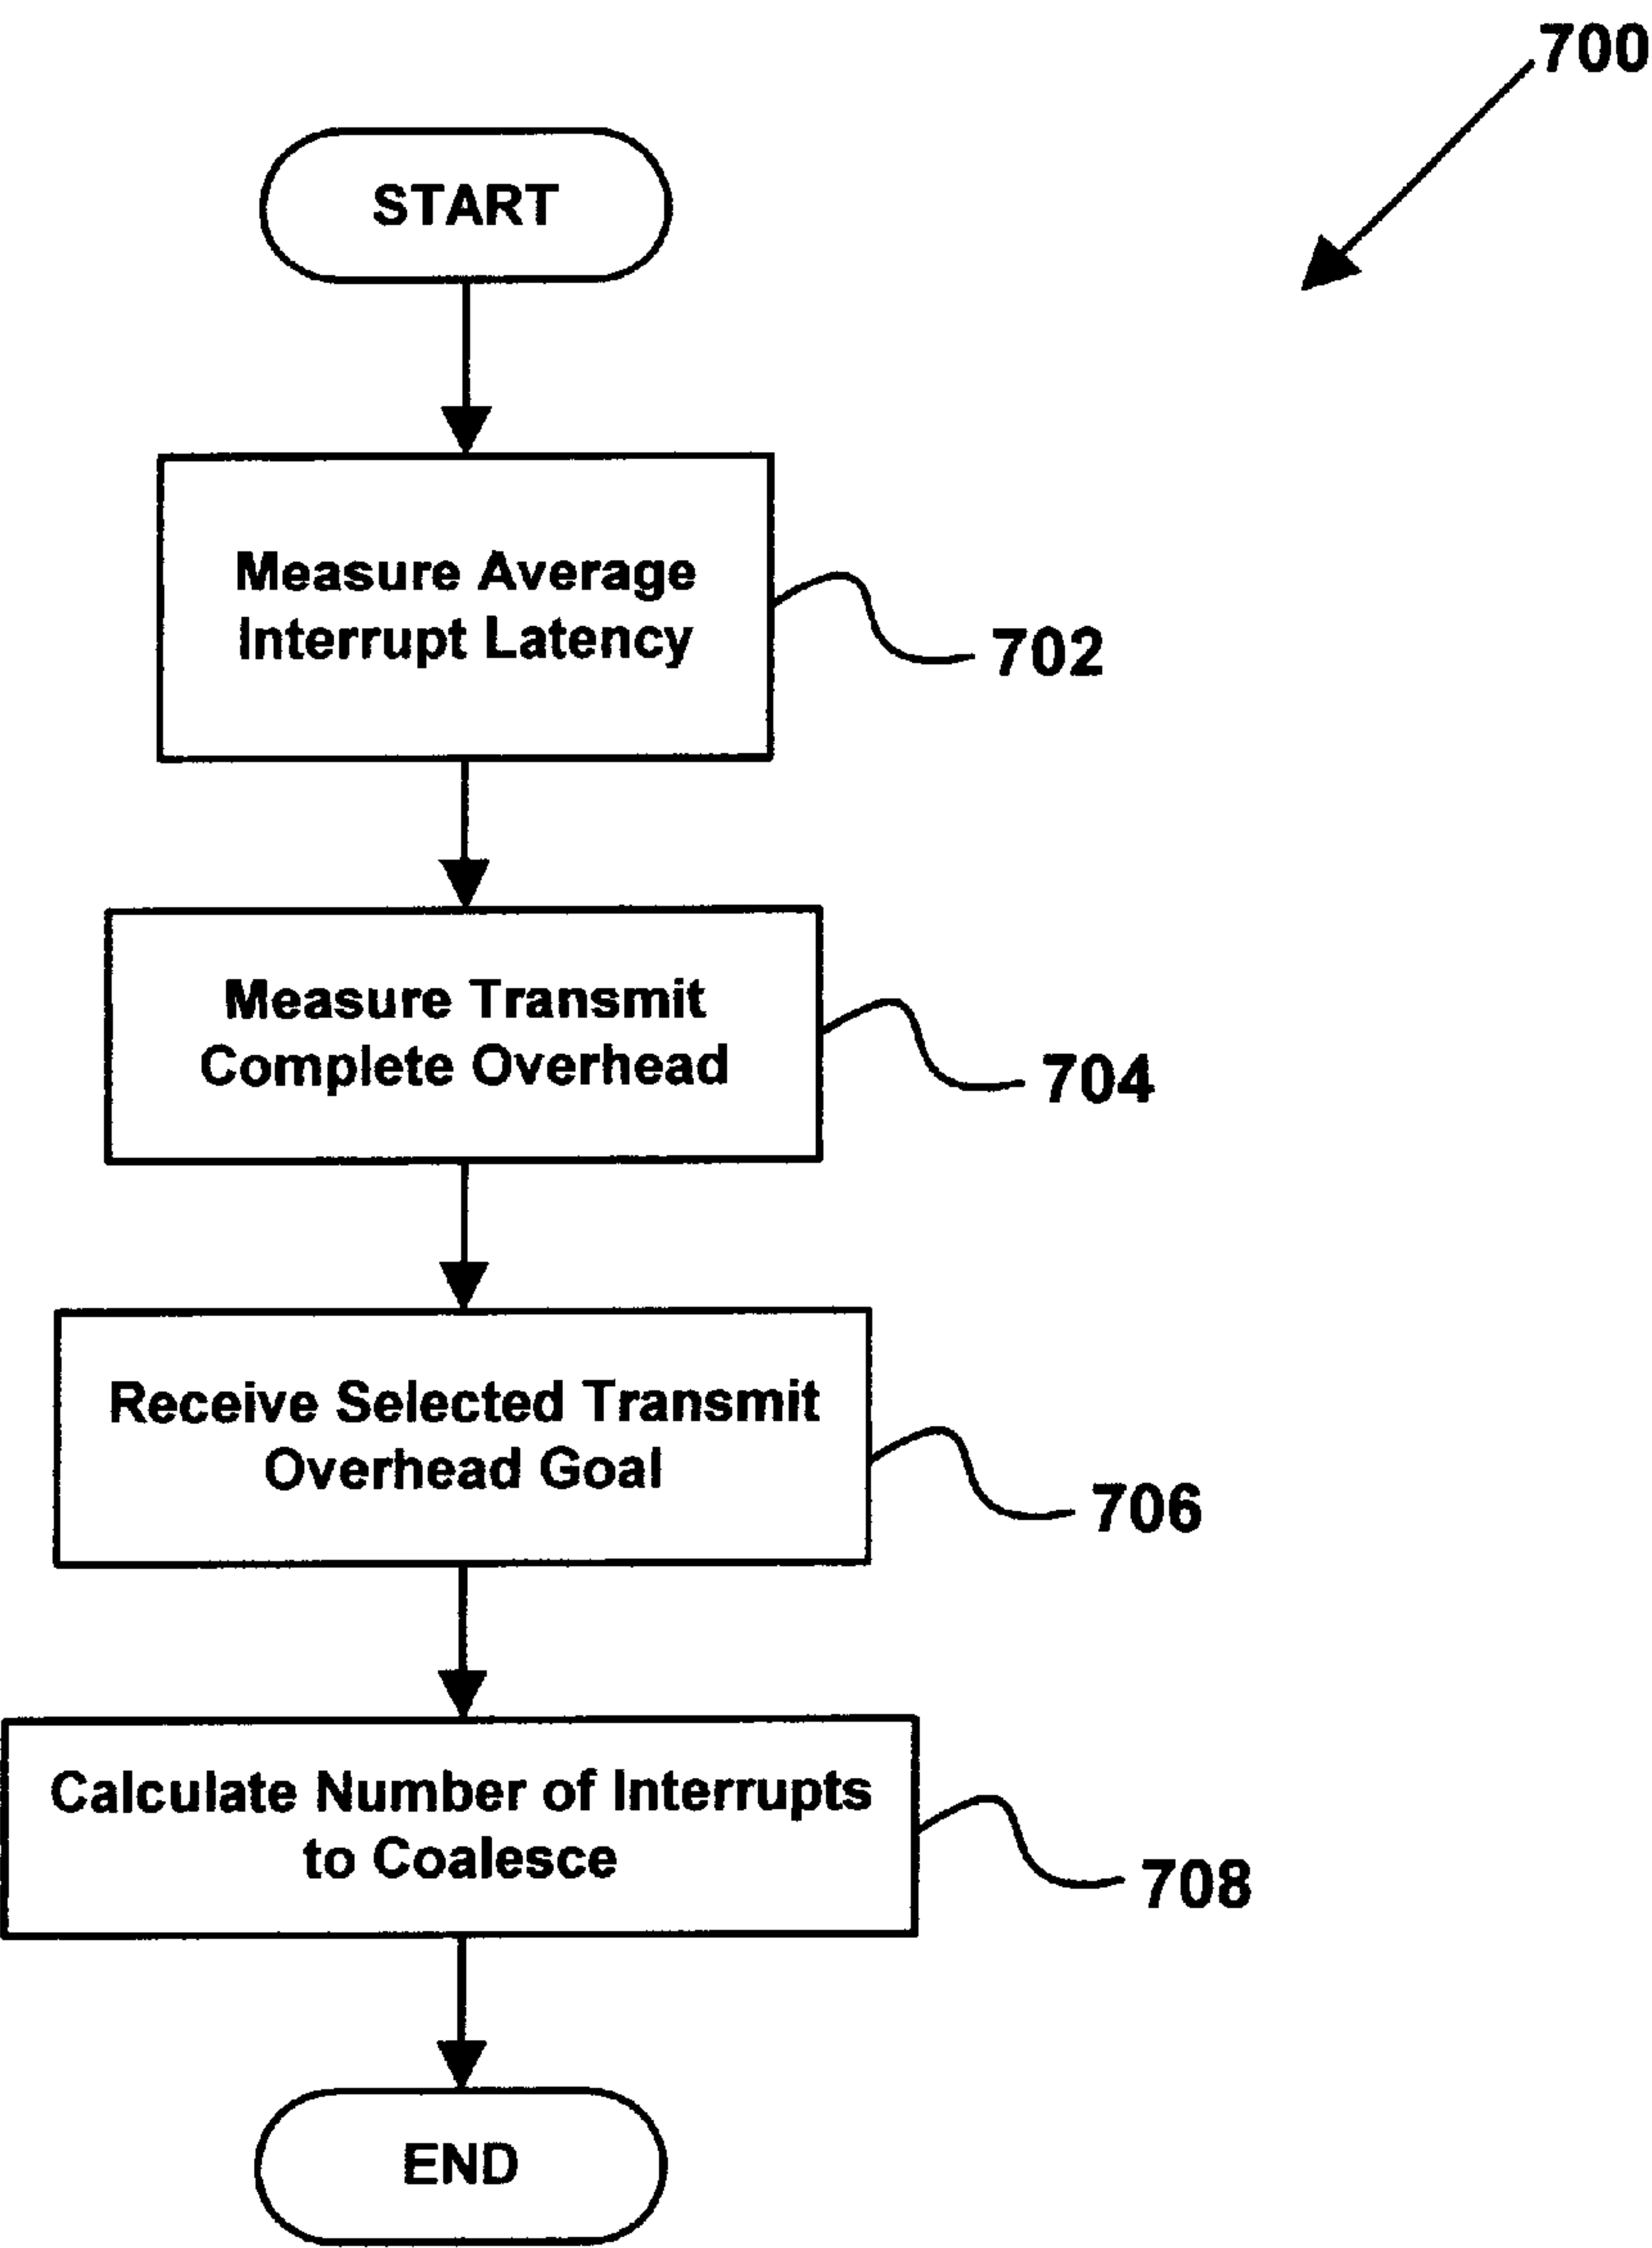 700
START
Measure Average
Interrupt Latency
702
Measure Transmit
Complete Overhead
704
Receive Selected Transmit
Overhead Goal
706
Calculate Number of Interrupts
to Coalesce
708
END